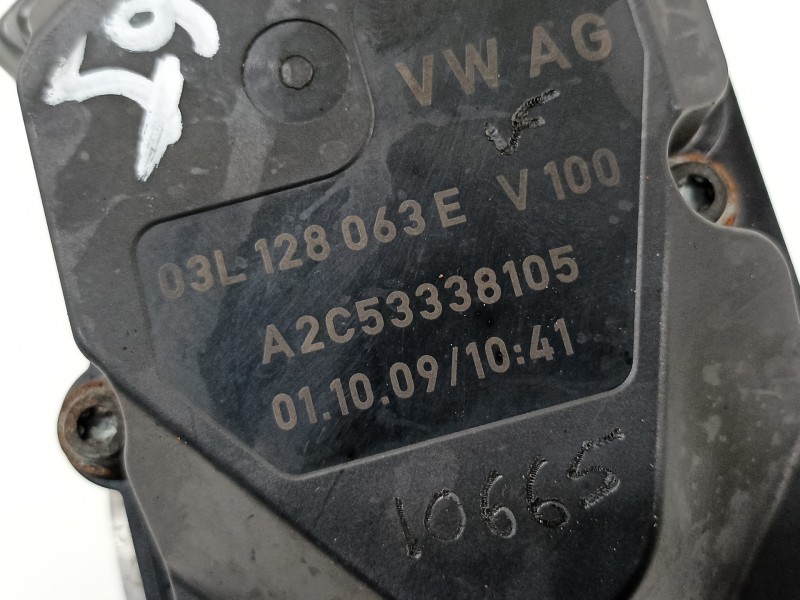 VW AG
03L 128 063 E V 100
A2C53338105
01.10.09/10:41
10665